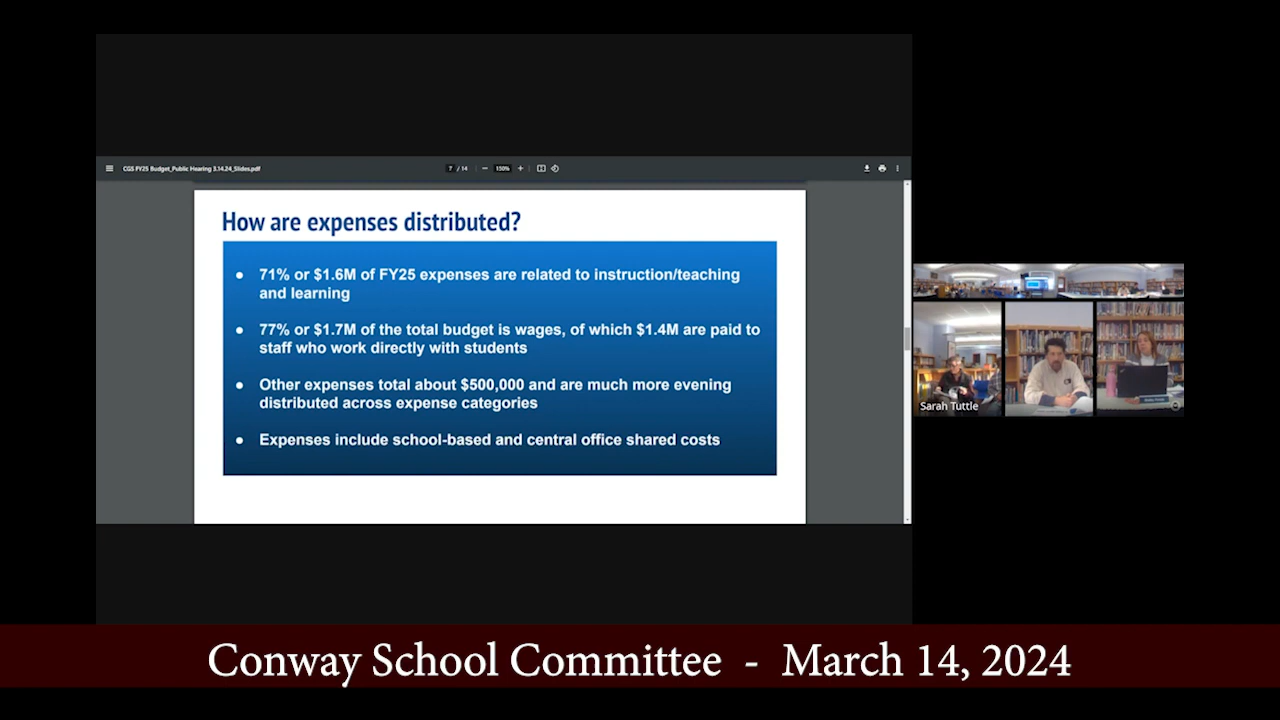 CGS FY25 Budget_Public Hearing 3.14.24_Slides.pdf
7 / 14
150%
How are expenses distributed?
● 71% or $1.6M of FY25 expenses are related to instruction/teaching
and learning
● 77% or $1.7M of the total budget is wages, of which $1.4M are paid to
staff who work directly with students
● Other expenses total about $500,000 and are much more evening
distributed across expense categories
● Expenses include school-based and central office shared costs
Sarah Tuttle
Conway School Committee - March 14, 2024